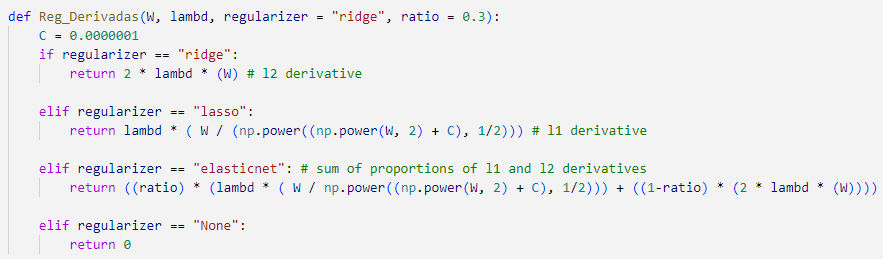 def Reg_Derivadas(W, lambd, regularizer = "ridge", ratio = 0.3):
C = 0.0000001
if regularizer == "ridge":
return 2 * lambd * (W) # l2 derivative
elif regularizer == "lasso":
return lambd * ( W / (np.power((np.power(W, 2) + C), 1/2))) # l1 derivative
elif regularizer == "elasticnet": # sum of proportions of l1 and l2 derivatives
return ((ratio) * (lambd * ( W / np.power((np.power(W, 2) + C), 1/2))) + ((1-ratio) * (2 * lambd * (W))))
elif regularizer == "None":
return 0